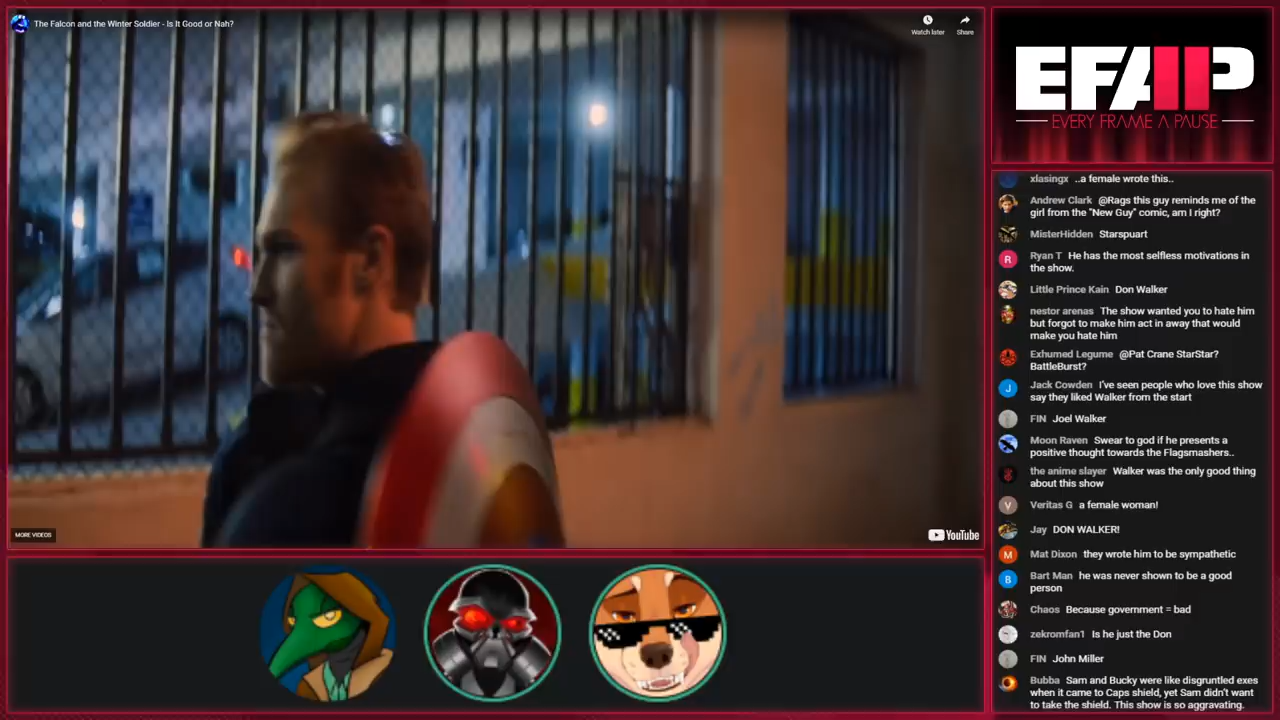 The Falcon and the Winter Soldier - Is It Good or Nah?
Watch later
Share
MORE VIDEOS
YouTube
EFAP
EVERY FRAME A PAUSE
xlasingx ..a female wrote this..
Andrew Clark @Rags this guy reminds me of the
girl from the "New Guy" comic, am I right?
MisterHidden Starspuart
Ryan T He has the most selfless motivations in
the show.
Little Prince Kain Don Walker
nestor arenas The show wanted you to hate him
but forgot to make him act in away that would
make you hate him
Exhumed Legume @Pat Crane StarStar?
BattleBurst?
Jack Cowden I've seen people who love this show
say they liked Walker from the start
FIN Joel Walker
Moon Raven Swear to god if he presents a
positive thought towards the Flagsmashers..
the anime slayer Walker was the only good thing
about this show
V Veritas G a female woman!
Jay DON WALKER!
M Mat Dixon they wrote him to be sympathetic
B Bart Man he was never shown to be a good
person
Chaos Because government = bad
zekromfan1 Is he just the Don
FIN John Miller
Bubba Sam and Bucky were like disgruntled exes
when it came to Caps shield, yet Sam didn't want
to take the shield. This show is so aggravating.